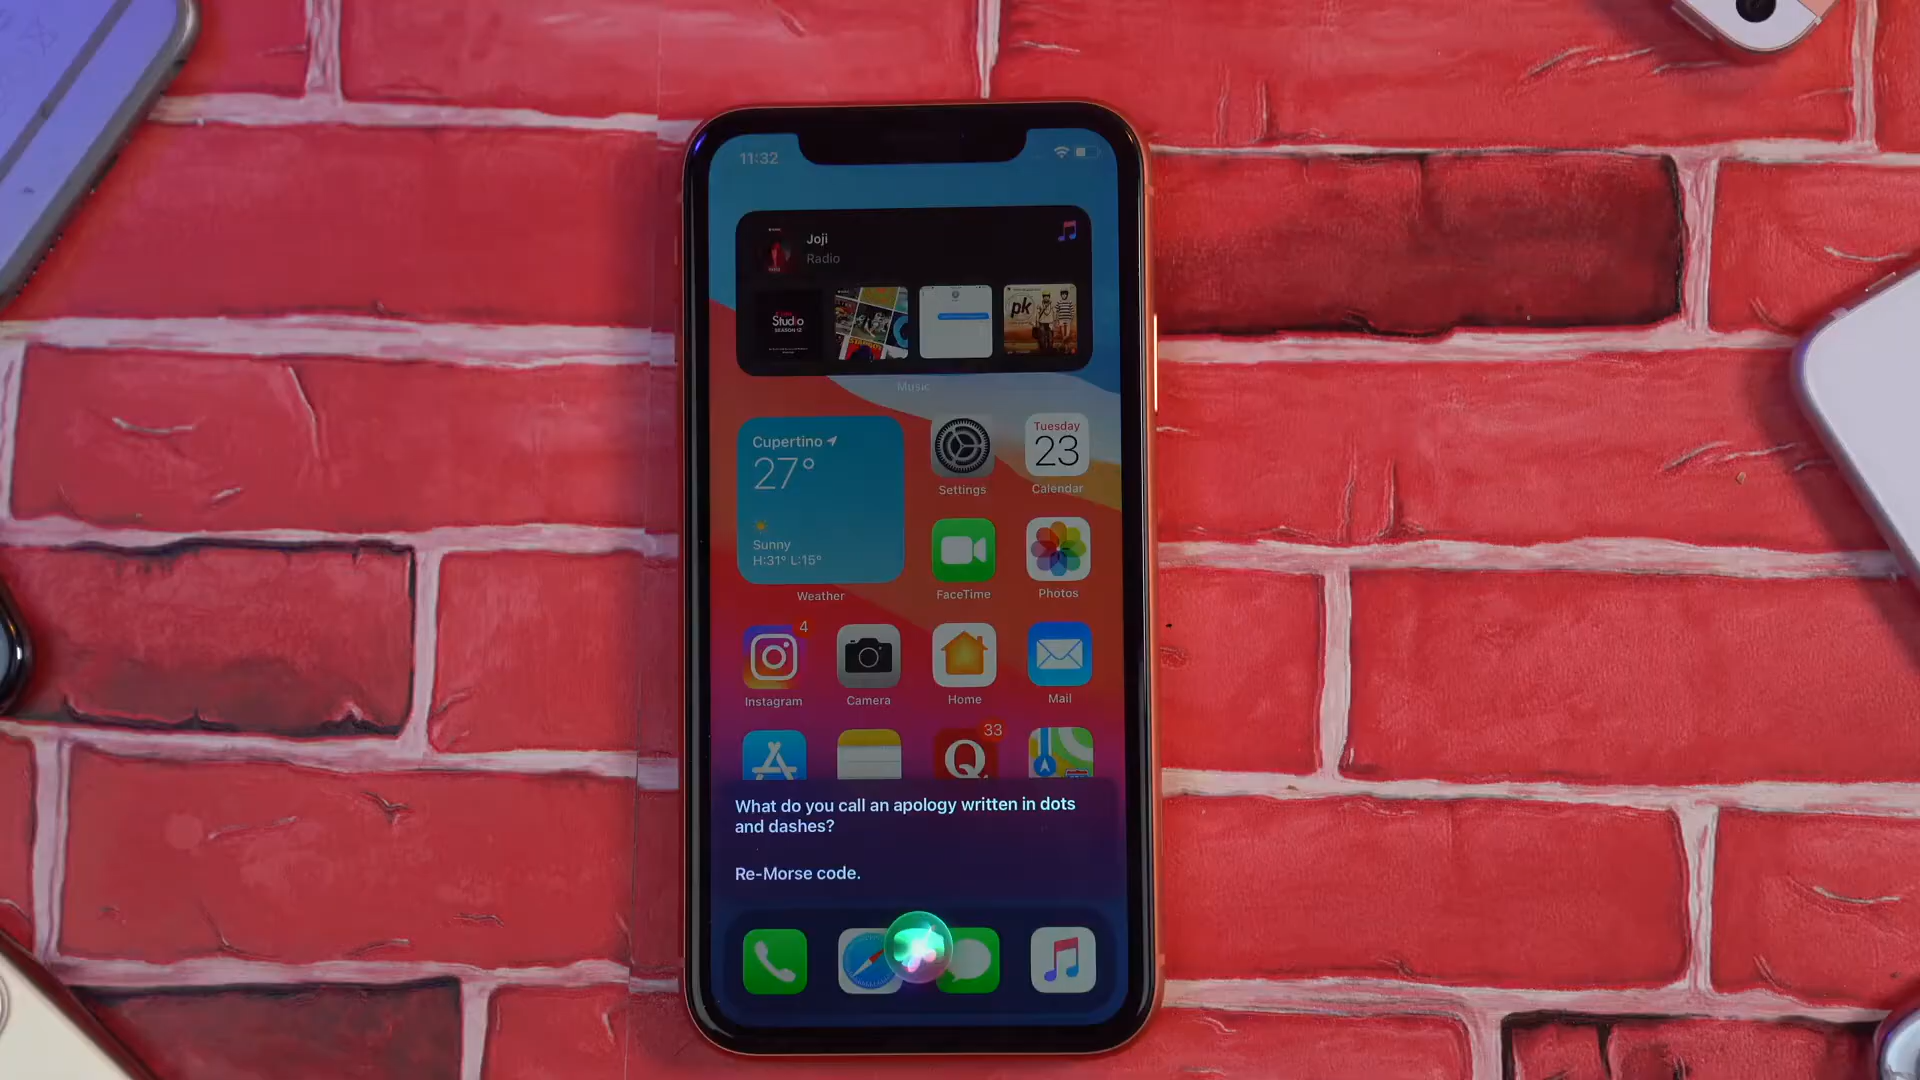 11:32
Joji
Radio
Studio
SEASON 12
pk
Music
Cupertino
27°
Sunny
H:31° L:15°
Weather
Settings
Tuesday
23
Calendar
FaceTime
Photos
4
Instagram
Camera
Home
Mail
33
Q
What do you call an apology written in dots
and dashes?
Re-Morse code.